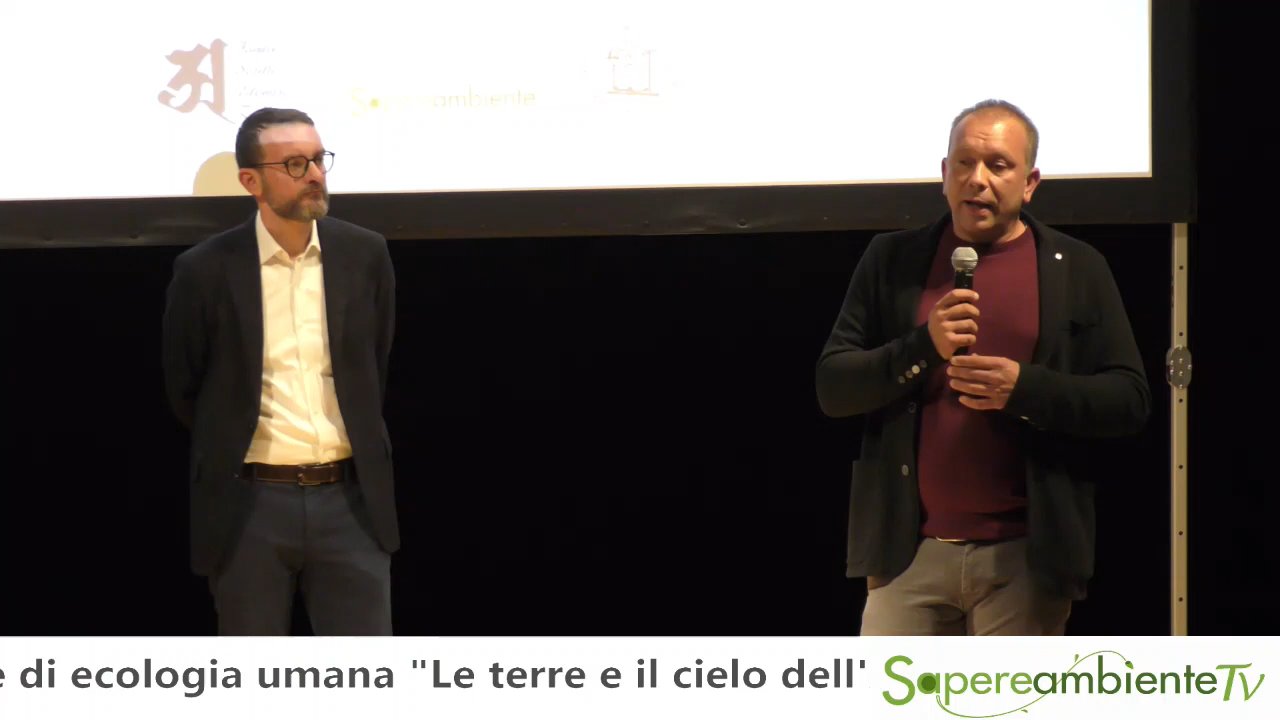 Sapereambiente
e di ecologia umana "Le terre e il cielo dell'
SapereambienteTv